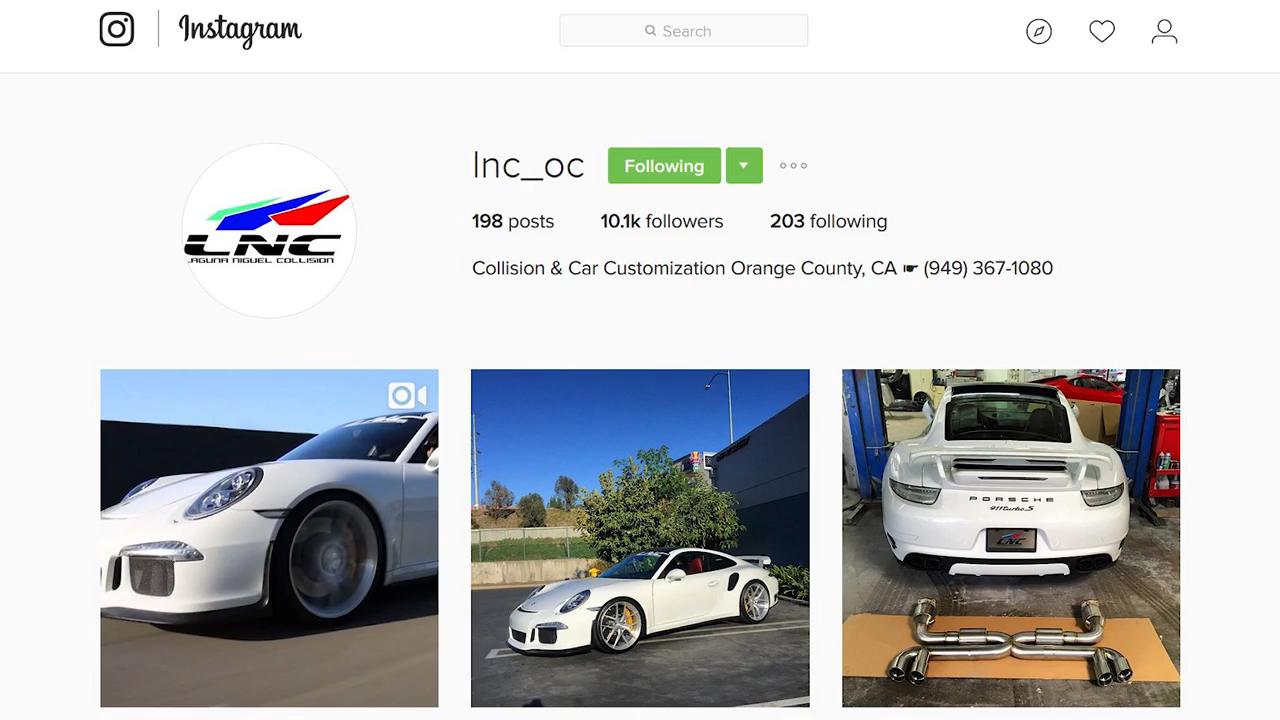 Instagram
Search
lnc_oc
Following
198 posts 10.1k followers 203 following
Collision & Car Customization Orange County, CA ☛ (949) 367-1080
LNC
LAGUNA NIGUEL COLLISION
PORSCHE
911 turbo S
LNC